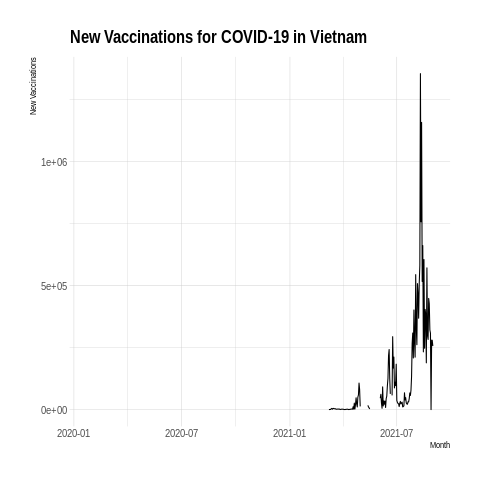 New Vaccinations for COVID-19 in Vietnam
New Vaccinations
1e+06
5e+05
0e+00
2020-01
2020-07
2021-01
2021-07
Month